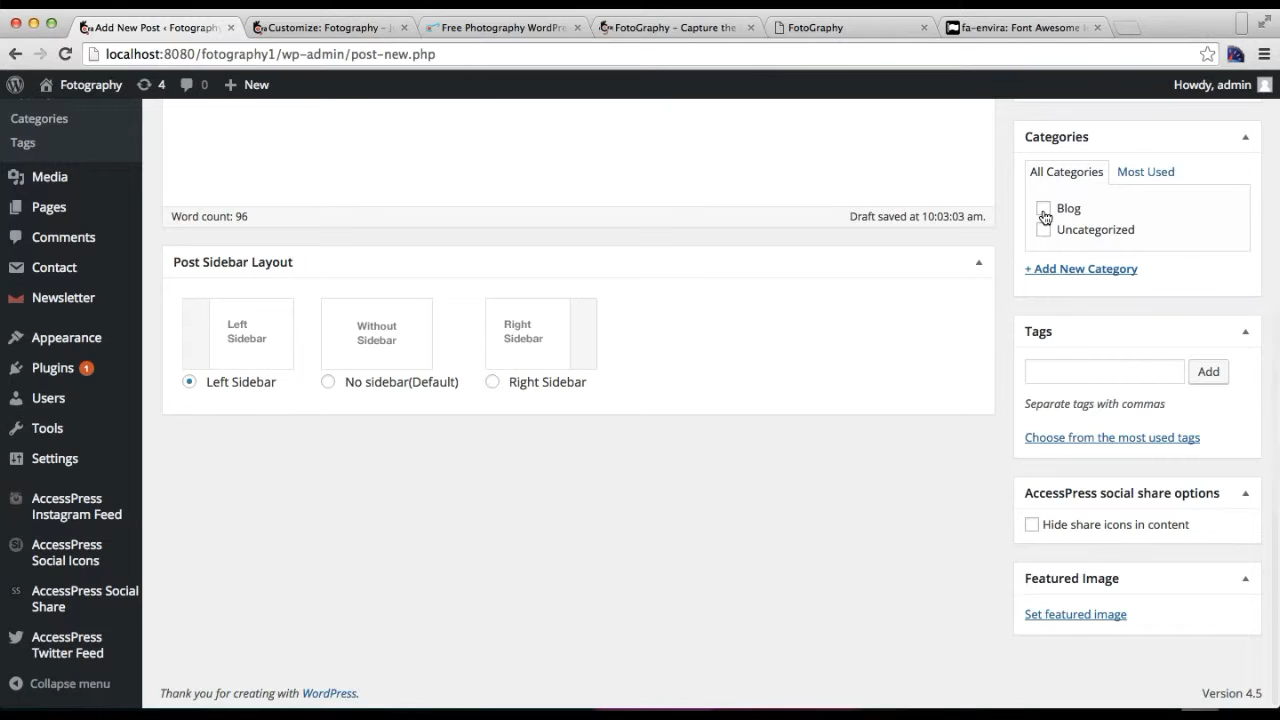 Add New Post ‹ Fotography
Customize: Fotography –
Free Photography WordPre
FotoGraphy – Capture the
FotoGraphy
fa-envira: Font Awesome
localhost:8080/fotography1/wp-admin/post-new.php
Fotography
4
0
New
Howdy, admin
Categories
Tags
Media
Pages
Comments
Contact
Newsletter
Appearance
Plugins 1
Users
Tools
Settings
AccessPress
Instagram Feed
AccessPress
Social Icons
AccessPress Social
Share
AccessPress
Twitter Feed
Collapse menu
Word count: 96
Draft saved at 10:03:03 am.
Post Sidebar Layout
Left
Sidebar
Without
Sidebar
Right
Sidebar
Left Sidebar
No sidebar(Default)
Right Sidebar
Categories
All Categories
Most Used
Blog
Uncategorized
+ Add New Category
Tags
Add
Separate tags with commas
Choose from the most used tags
AccessPress social share options
Hide share icons in content
Featured Image
Set featured image
Thank you for creating with WordPress.
Version 4.5